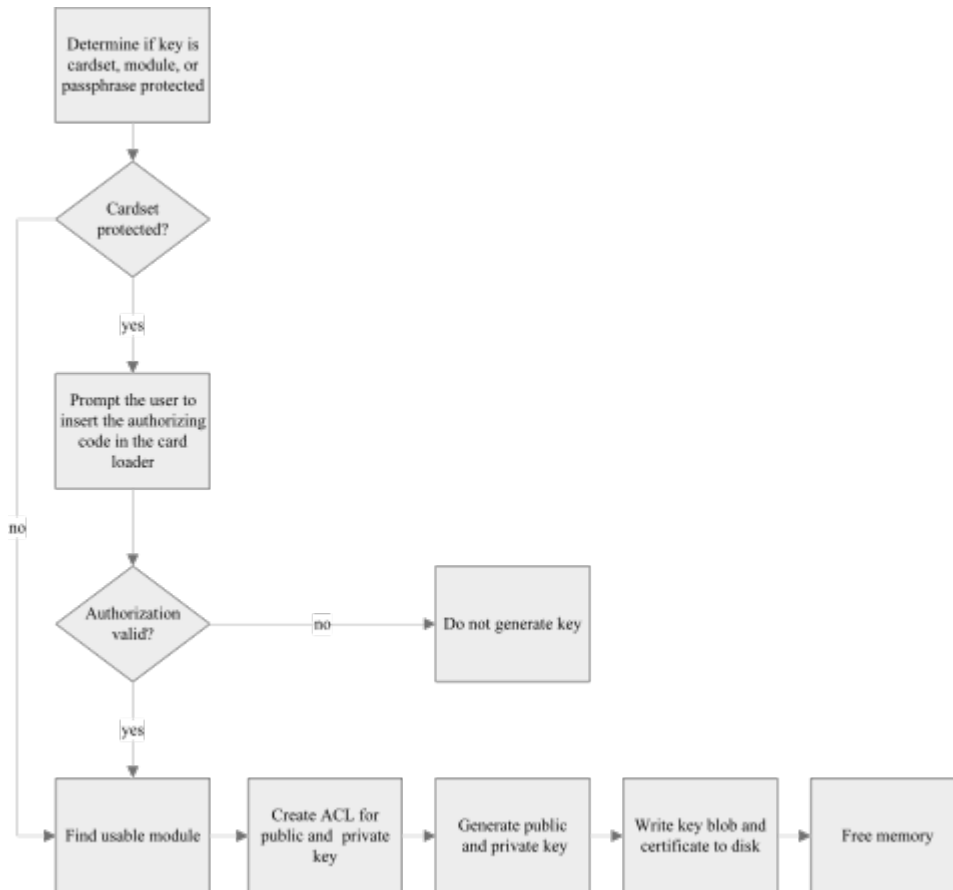 Determine if key is
cardset, module, or
passphrase protected
Cardset
protected?
yes
Prompt the user to
insert the authorizing
code in the card
loader
no
Authorization
valid?
no
Do not generate key
yes
Find usable module
Create ACL for
public and private
key
Generate public
and private key
Write key blob and
certificate to disk
Free memory